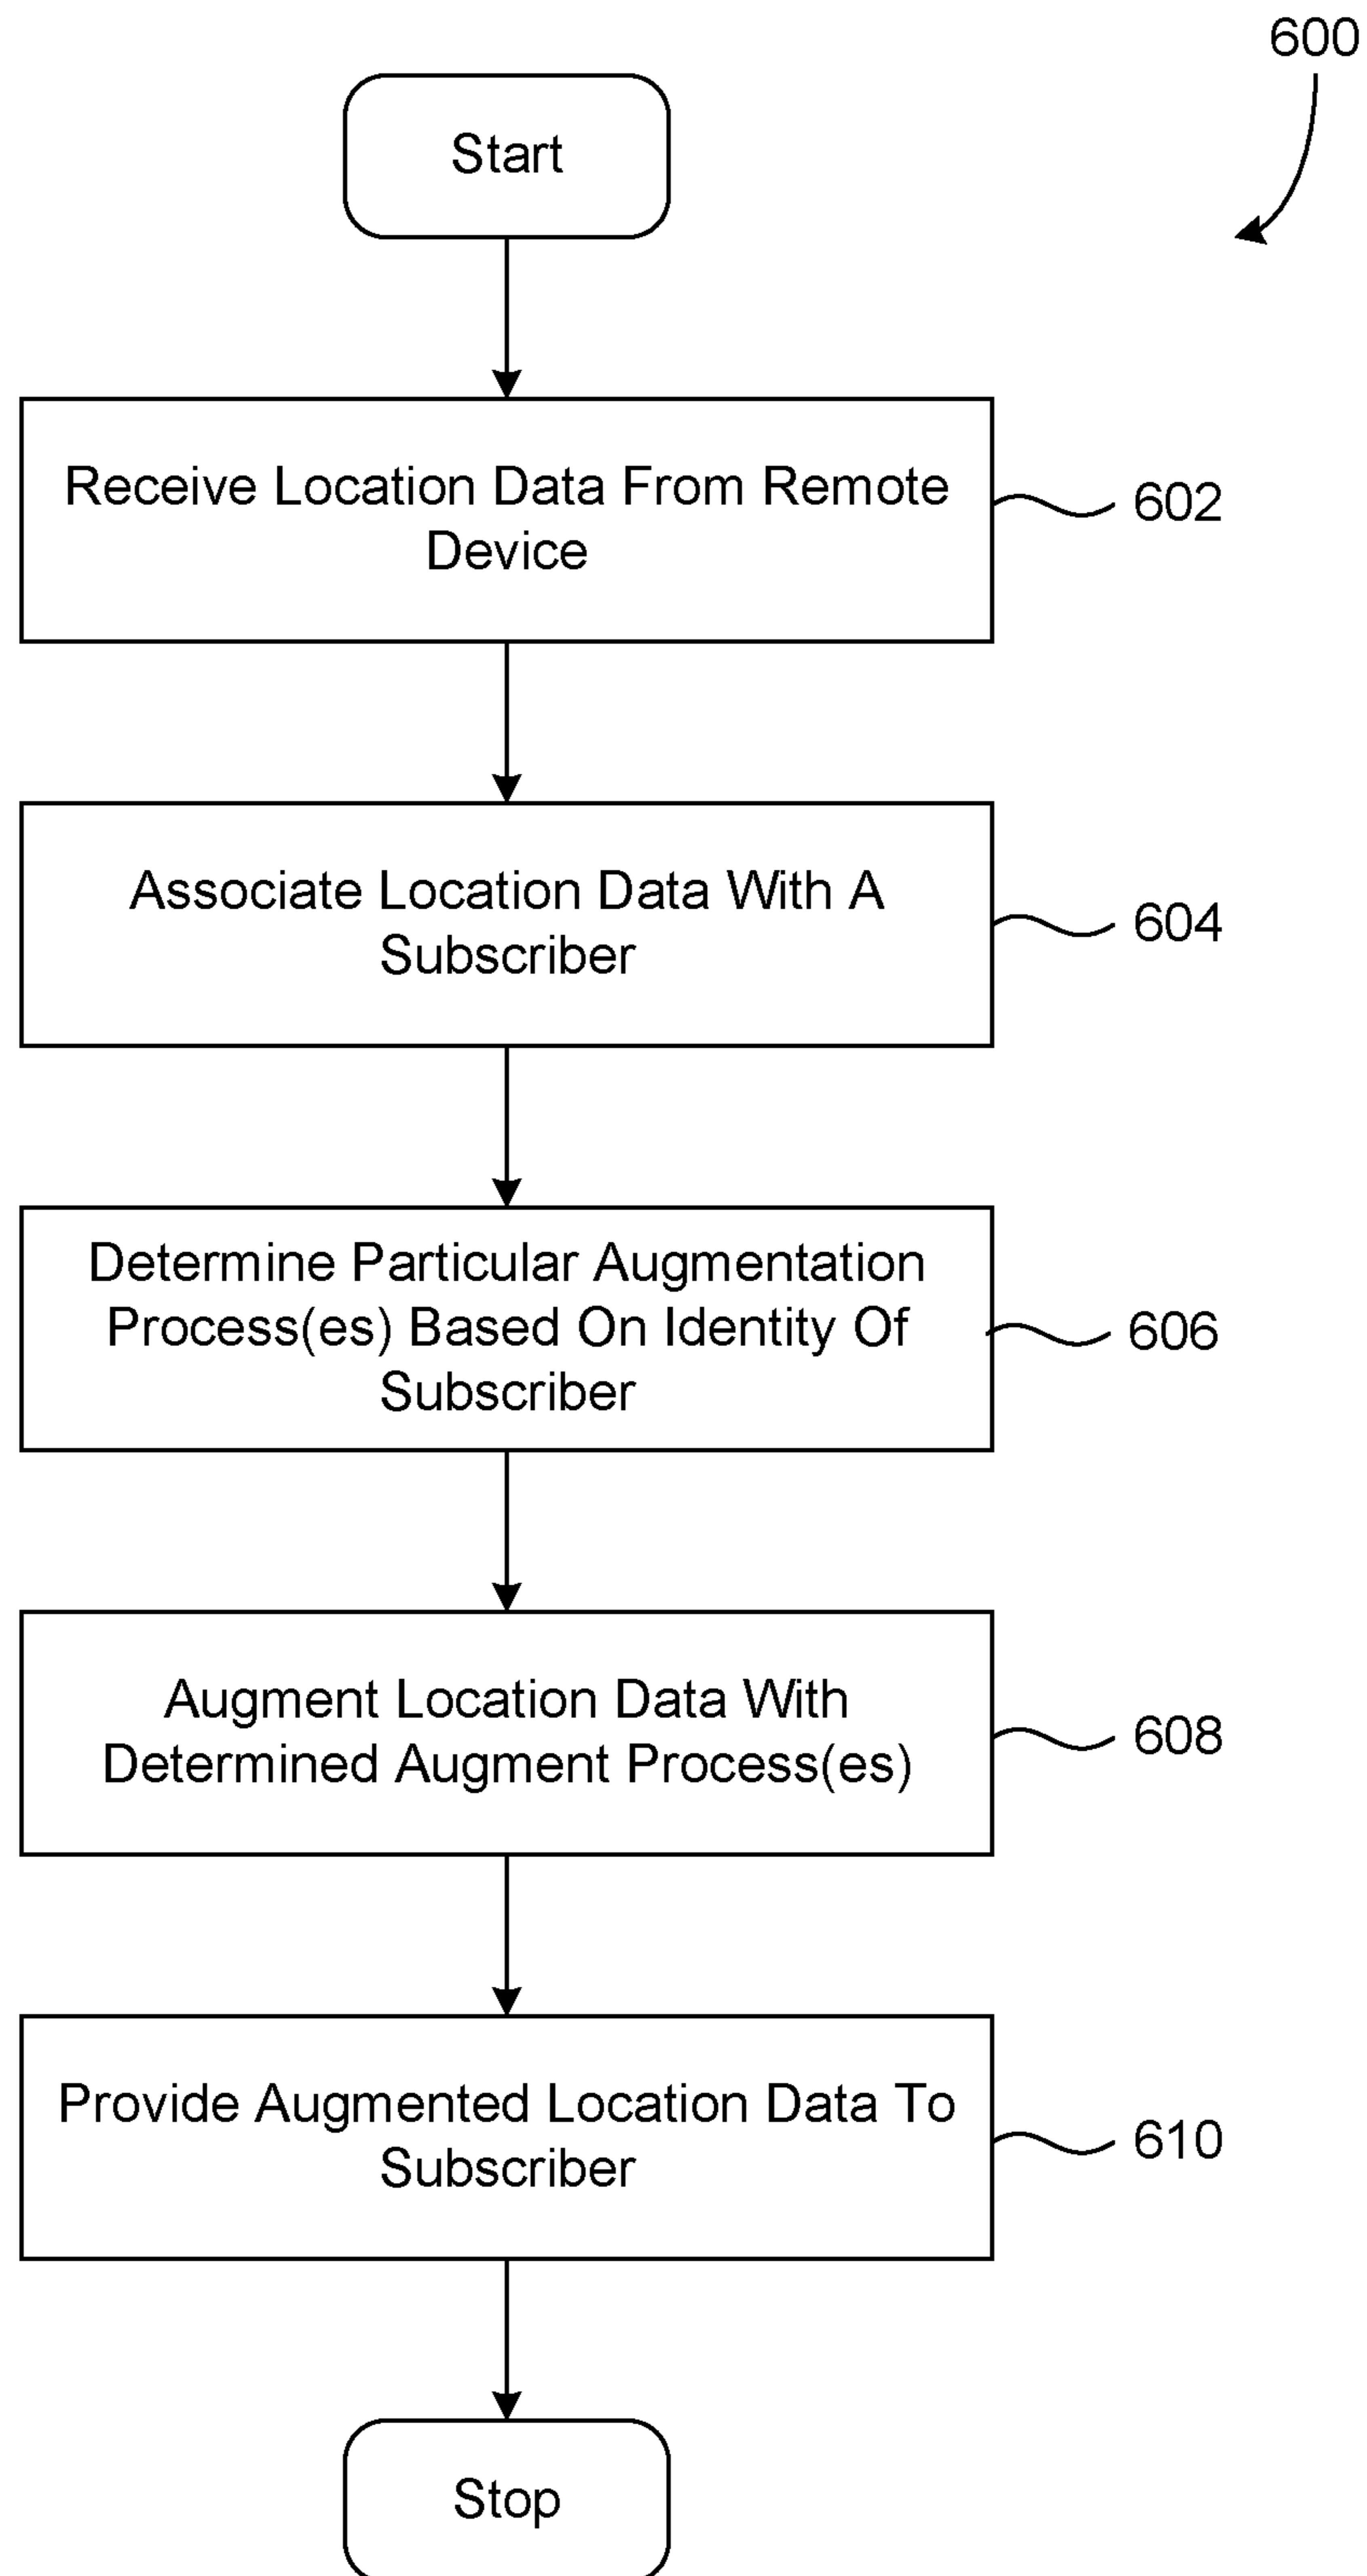 600
Start
Receive Location Data From Remote
Device
602
Associate Location Data With A
Subscriber
604
Determine Particular Augmentation
Process(es) Based On Identity Of
Subscriber
606
Augment Location Data With
Determined Augment Process(es)
608
Provide Augmented Location Data To
Subscriber
610
Stop